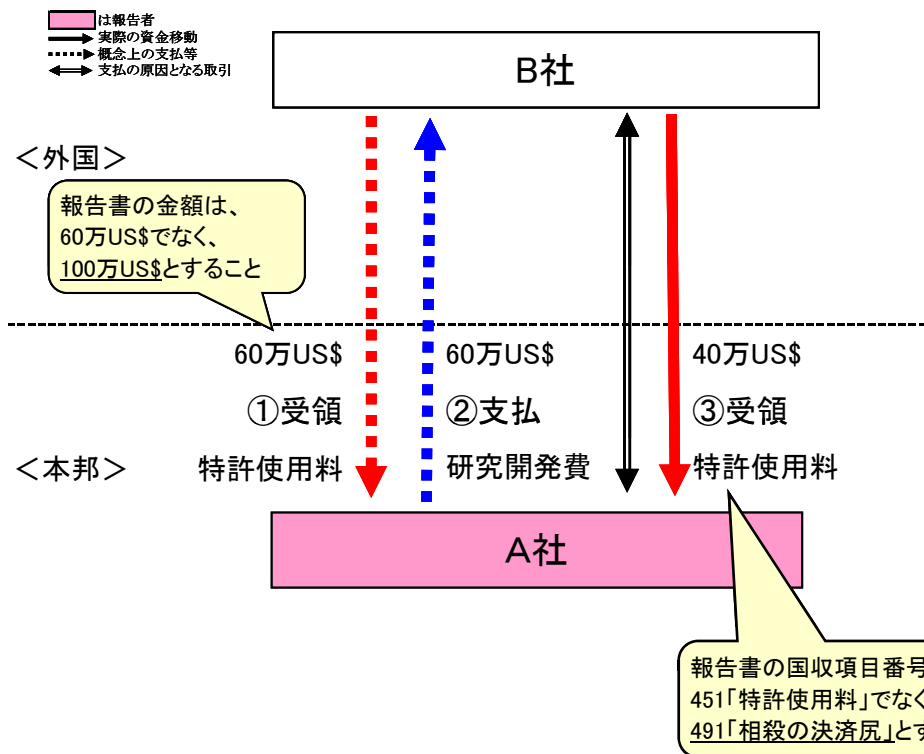 は報告者
実際の資金移動
概念上の支払等
支払の原因となる取引
B社
<外国>
報告書の金額は、
60万US$でなく、
100万US$とすること
60万US$
60万US$
40万US$
①受領
②支払
③受領
<本邦>
特許使用料
研究開発費
特許使用料
A社
報告書の国収項目番号
451「特許使用料」でなく
491「相殺の決済尻」とす